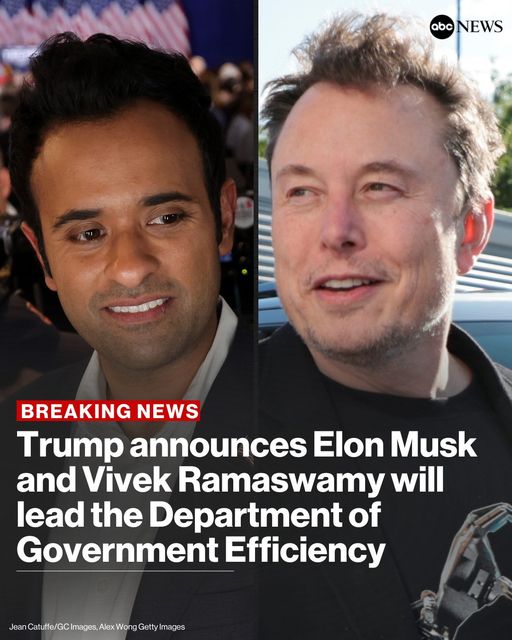 abc NEWS
BREAKING NEWS
Trump announces Elon Musk
and Vivek Ramaswamy will
lead the Department of
Government Efficiency
Jean Catuffe/GC Images, Alex Wong Getty Images